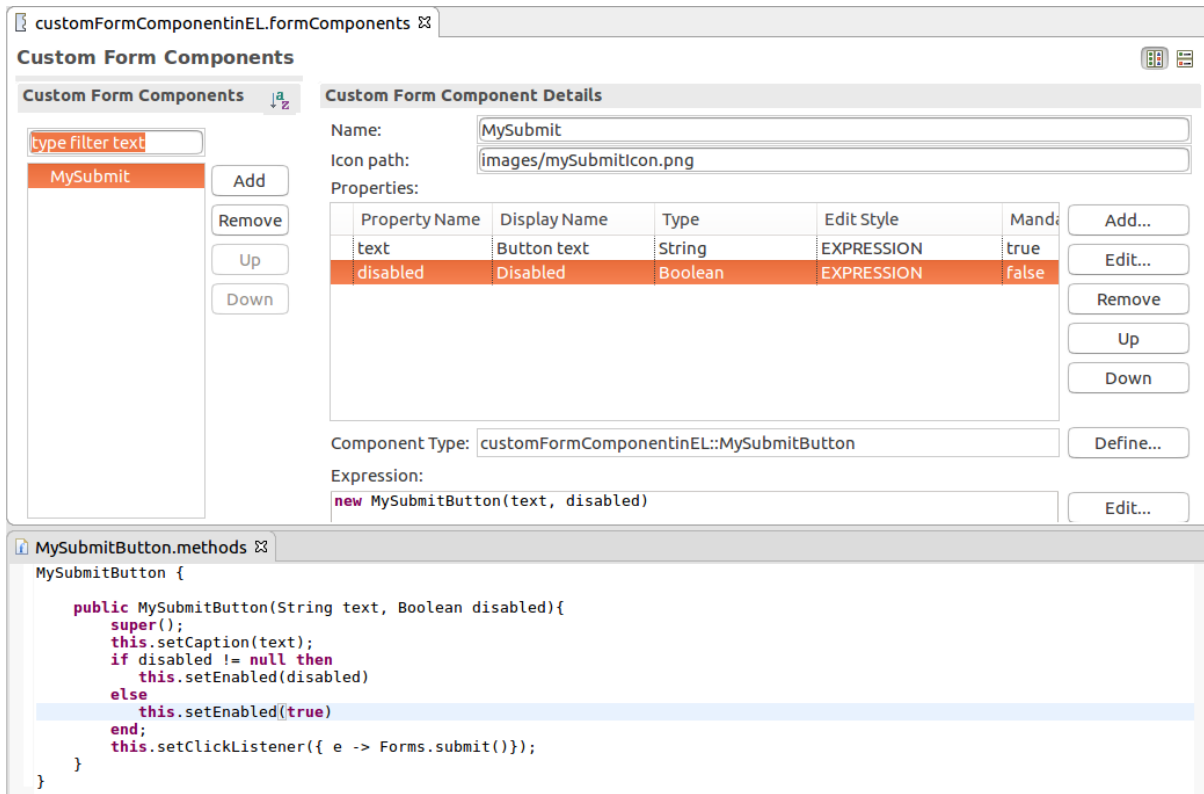 customFormComponentinEL.formComponents
Custom Form Components
Custom Form Components
a
z
Custom Form Component Details
type filter text
MySubmit
Add
Remove
Up
Down
Name: MySubmit
Icon path: images/mySubmitIcon.png
Properties:
Property Name Display Name Type Edit Style Manda
text Button text String EXPRESSION true
disabled Disabled Boolean EXPRESSION false
Add...
Edit...
Remove
Up
Down
Component Type: customFormComponentinEL::MySubmitButton Define...
Expression:
new MySubmitButton(text, disabled)
Edit...
MySubmitButton.methods
MySubmitButton {
public MySubmitButton(String text, Boolean disabled){
super();
this.setCaption(text);
if disabled != null then
this.setEnabled(disabled)
else
this.setEnabled(true)
end;
this.setClickListener({ e -> Forms.submit()});
}
}